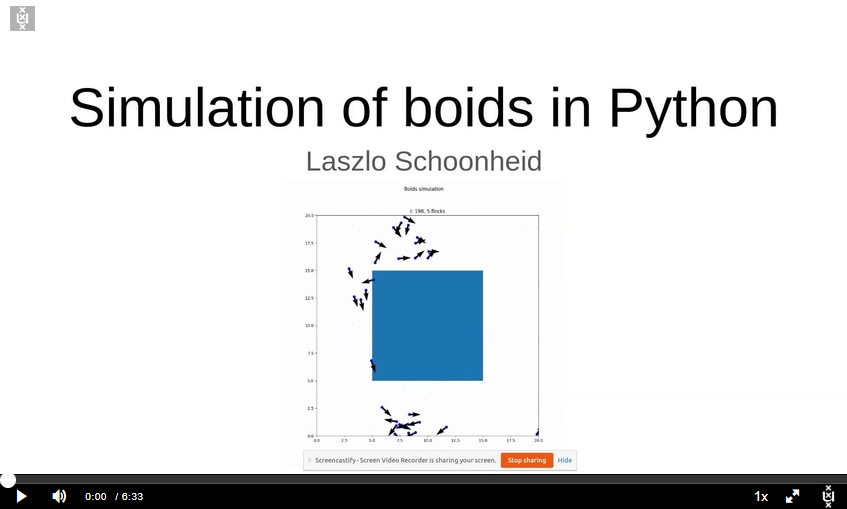 Simulation of boids in Python
Laszlo Schoonheid
Boids simulation
i: 198, 5 flocks
20.0
17.5
15.0
12.5
10.0
7.5
5.0
2.5
0.0
0.0 2.5 5.0 7.5 10.0 12.5 15.0 17.5 20.0
Screencastify - Screen Video Recorder is sharing your screen. Stop sharing Hide
0:00 / 6:33 1x